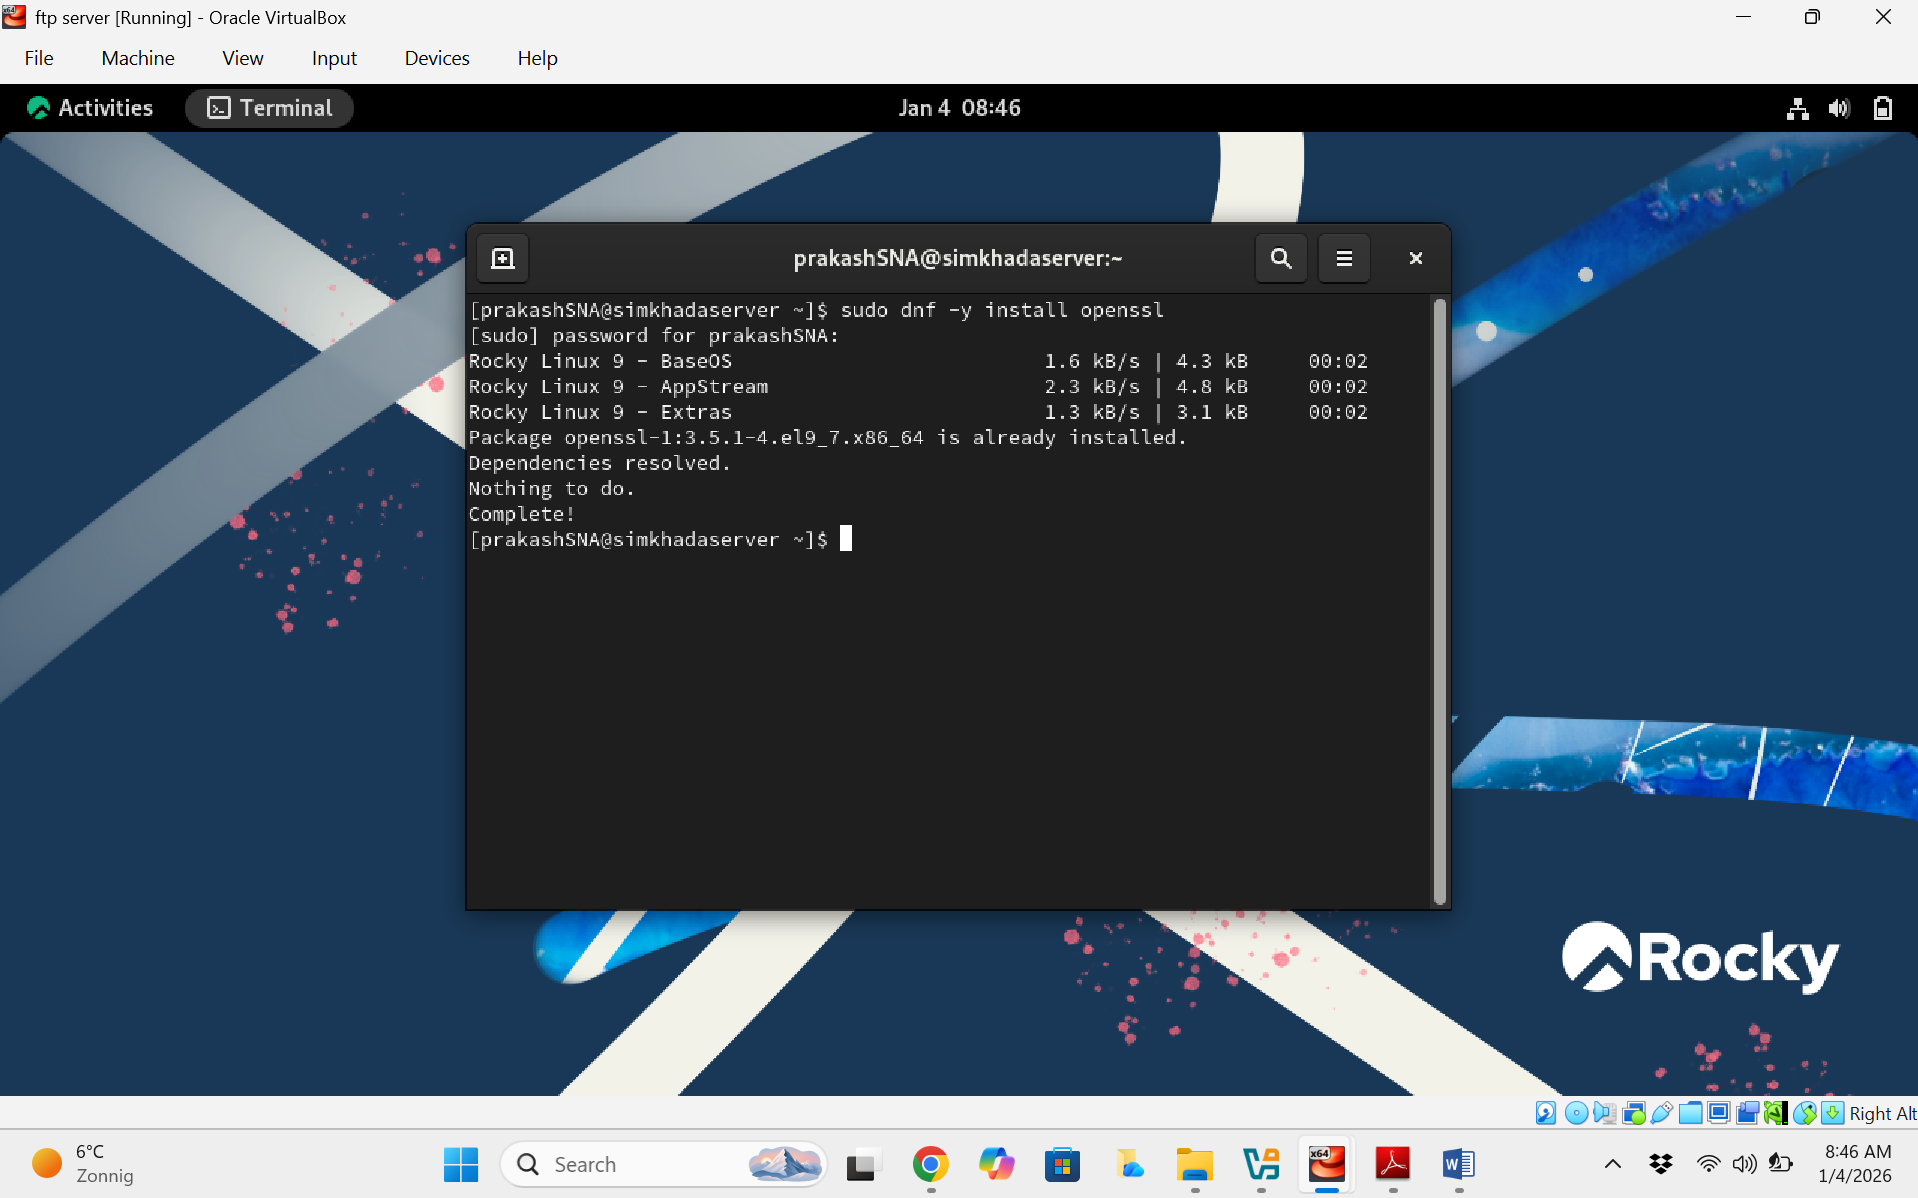 ftp server [Running] - Oracle VirtualBox
File Machine View Input Devices Help
Activities Terminal Jan 4 08:46
prakashSNA@simkhadaserver:~
[prakashSNA@simkhadaserver ~]$ sudo dnf -y install openssl
[sudo] password for prakashSNA:
Rocky Linux 9 - BaseOS 1.6 kB/s | 4.3 kB 00:02
Rocky Linux 9 - AppStream 2.3 kB/s | 4.8 kB 00:02
Rocky Linux 9 - Extras 1.3 kB/s | 3.1 kB 00:02
Package openssl-1:3.5.1-4.el9_7.x86_64 is already installed.
Dependencies resolved.
Nothing to do.
Complete!
[prakashSNA@simkhadaserver ~]$
Rocky
Right Alt
6°C
Zonnig
Search
x64
8:46 AM
1/4/2026